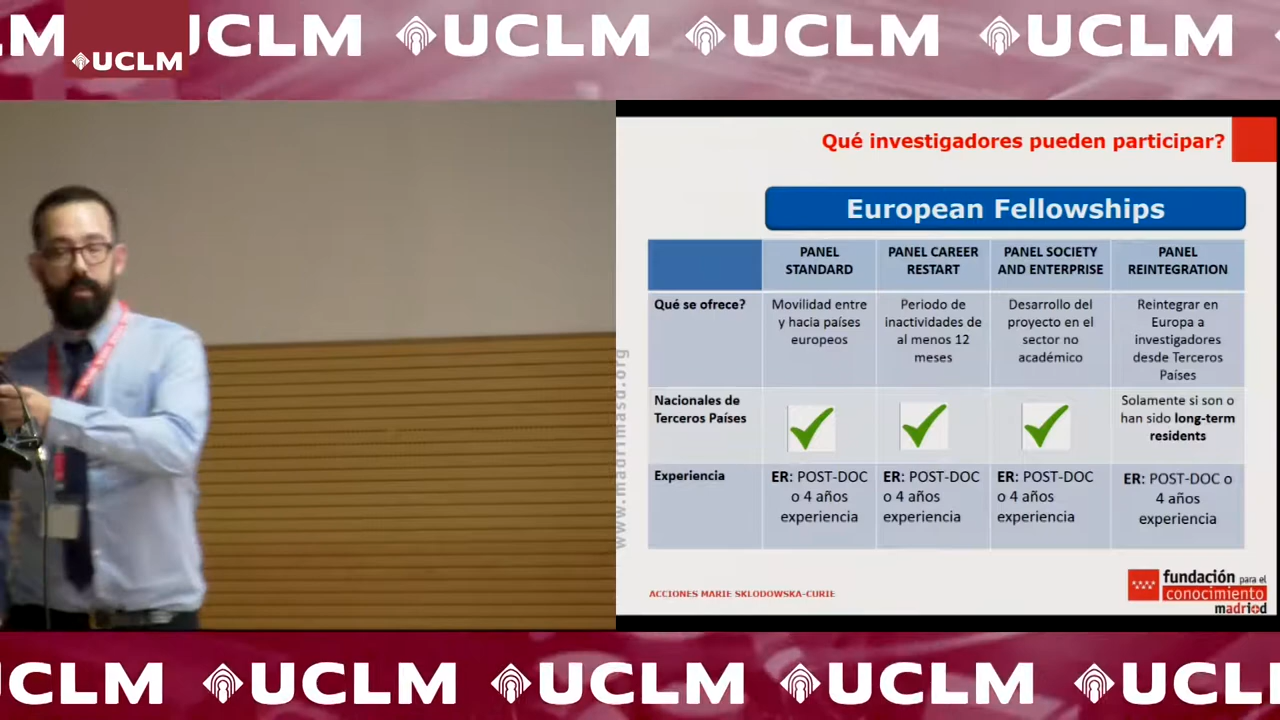 UCLM UCLM UCLM UCLM
UCLM
Qué investigadores pueden participar?
European Fellowships
PANEL STANDARD
PANEL CAREER RESTART
PANEL SOCIETY AND ENTERPRISE
PANEL REINTEGRATION
Qué se ofrece?
Movilidad entre
y hacia países
europeos
Periodo de
inactividades de
al menos 12
meses
Desarrollo del
proyecto en el
sector no
académico
Reintegrar en
Europa a
investigadores
desde Terceros
Países
Nacionales de
Terceros Países
Solamente si son o
han sido long-term
residents
Experiencia
ER: POST-DOC
o 4 años
experiencia
ER: POST-DOC
o 4 años
experiencia
ER: POST-DOC
o 4 años
experiencia
ER: POST-DOC o
4 años
experiencia
www.madrimasd.org
ACCIONES MARIE SKLODOWSKA-CURIE
fundación para el
conocimiento
madri+d
UCLM UCLM UCLM UCLM UCL